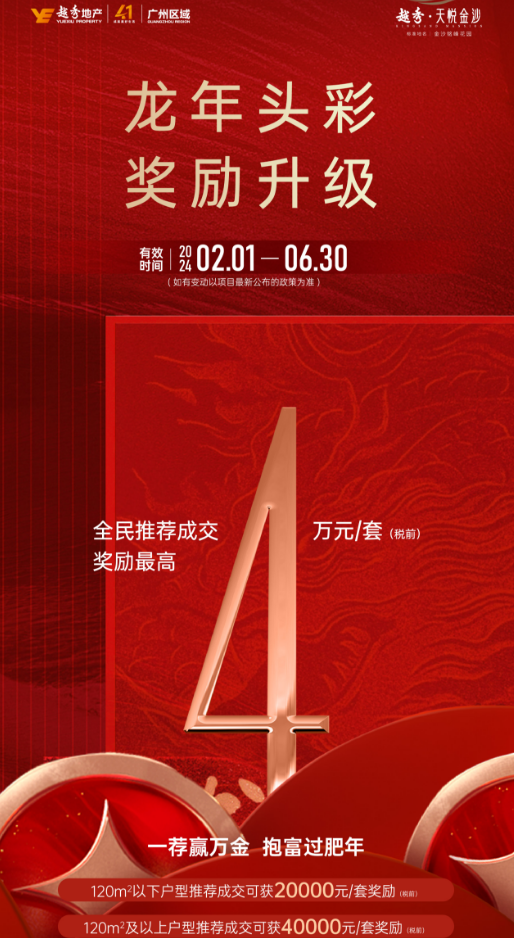 越秀地产 YUEXIU PROPERTY 41 广州区域 GUANGZHOU REGION
越秀·天悦金沙
龙年头彩
奖励升级
有效时间 2024 02.01—06.30
(如有变动以项目最新公布的政策为准)
全民推荐成交
奖励最高
4
万元/套(税前)
一荐赢万金 抱富过肥年
120m²以下户型推荐成交可获20000元/套奖励(税前)
120m²及以上户型推荐成交可获40000元/套奖励(税前)